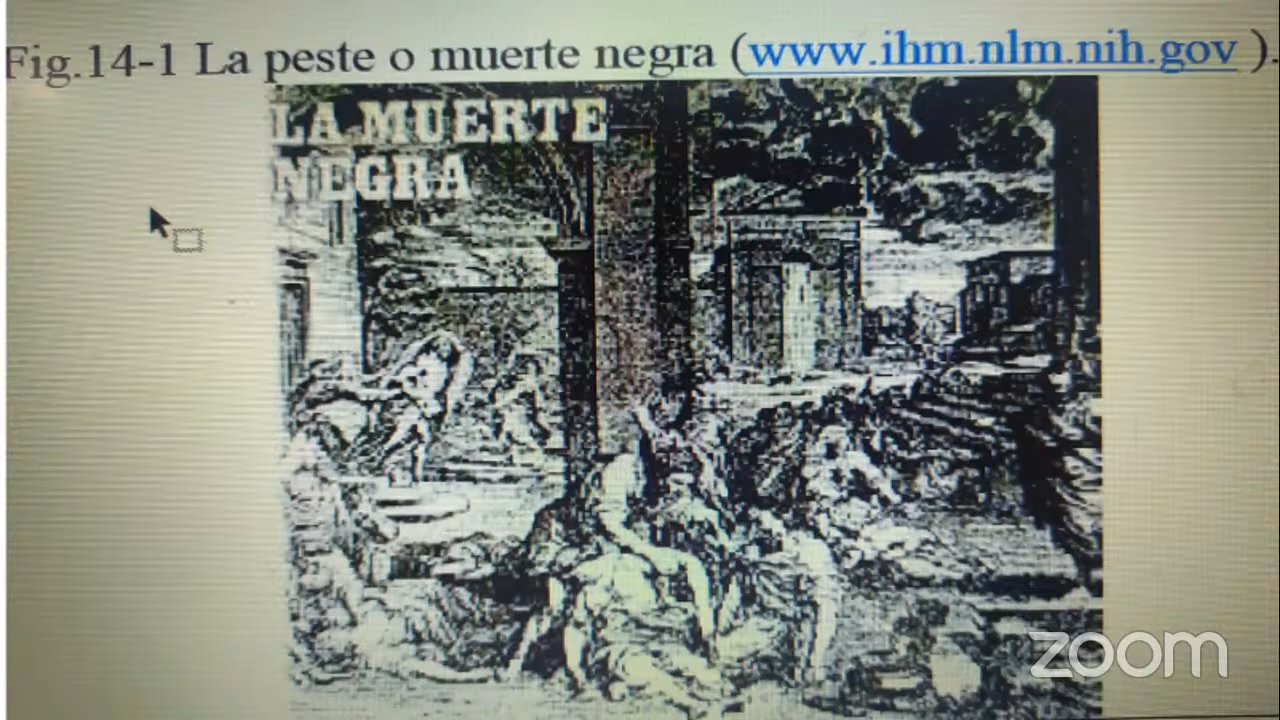 Fig.14-1 La peste o muerte negra (www.ihm.nlm.nih.gov ).
LA MUERTE
NEGRA
zoom